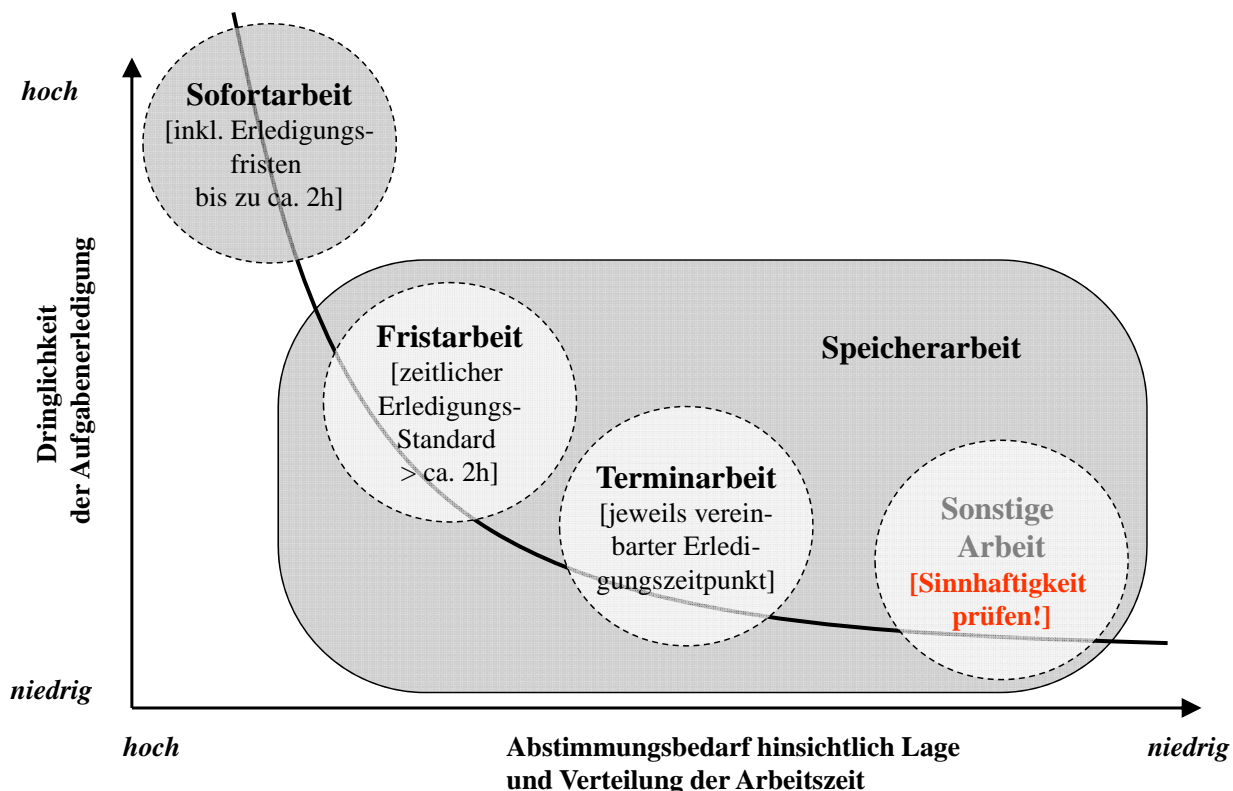 hoch
Sofortarbeit
[inkl. Erledigungs-
fristen
bis zu ca. 2h]
Dringlichkeit
der Aufgabenerledigung
Speicherarbeit
Fristarbeit
[zeitlicher
Erledigungs-
Standard
> ca. 2h]
Terminarbeit
[jeweils verein-
barter Erledi-
gungszeitpunkt]
Sonstige
Arbeit
[Sinnhaftigkeit
prüfen!]
niedrig
hoch
Abstimmungsbedarf hinsichtlich Lage
und Verteilung der Arbeitszeit
niedrig